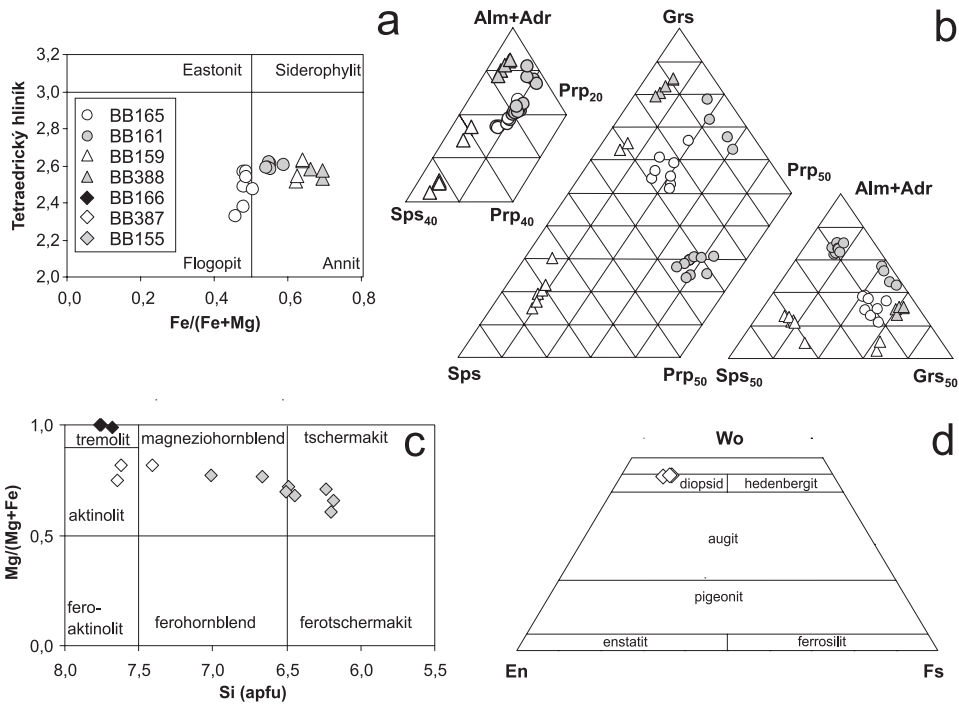 a
3,2
Eastonit
Siderophylit
3,0
2,8
2,6
2,4
2,2
2,0
Tetraedrický hliník
BB165
BB161
BB159
BB388
BB166
BB387
BB155
Flogopit
Annit
0,0
0,2
0,4
0,6
0,8
Fe/(Fe+Mg)
b
Alm+Adr
Prp20
Sps40
Prp40
Grs
Prp50
Sps
Prp50
Alm+Adr
Sps50
Grs50
c
1,0
0,5
0,0
Mg/(Mg+Fe)
tremolit
magneziohornblend
tschermakit
aktinolit
fero-
aktinolit
ferohornblend
ferotschermakit
8,0
7,5
7,0
6,5
6,0
5,5
Si (apfu)
d
Wo
diopsid
hedenbergit
augit
pigeonit
enstatit
ferrosilit
En
Fs